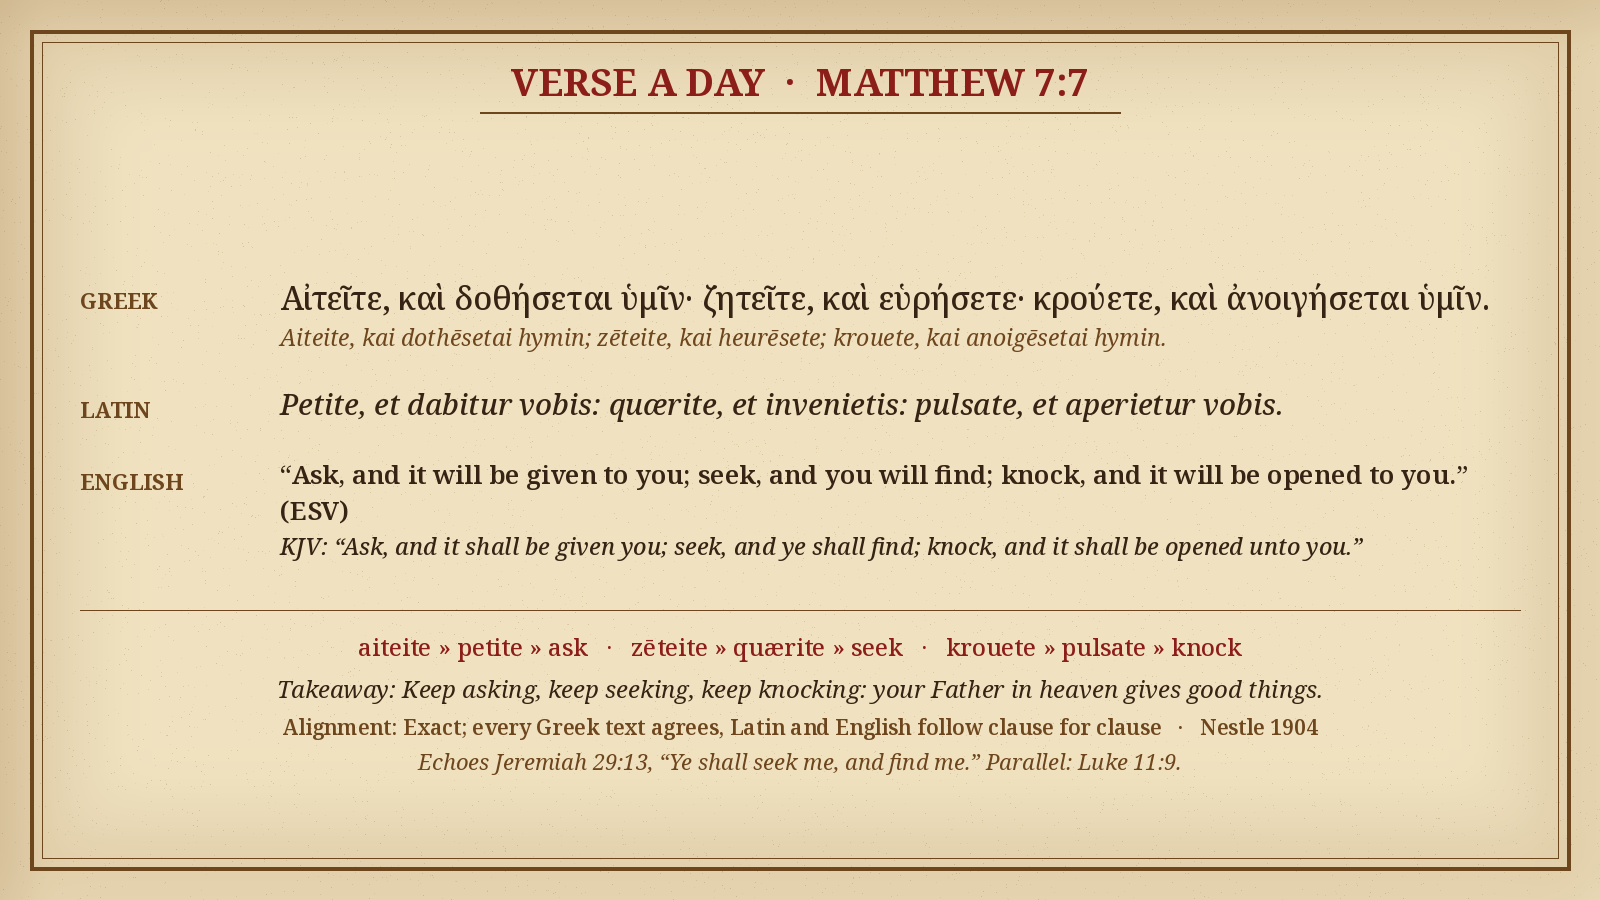 VERSE A DAY · MATTHEW 7:7
GREEK
Αἰτεῖτε, καὶ δοθήσεται ὑμῖν· ζητεῖτε, καὶ εὑρήσετε· κρούετε, καὶ ἀνοιγήσεται ὑμῖν.
Aiteite, kai dothēsetai hymin; zēteite, kai heurēsete; krouete, kai anoigēsetai hymin.
LATIN
Petite, et dabitur vobis: quærite, et invenietis: pulsate, et aperietur vobis.
ENGLISH
“Ask, and it will be given to you; seek, and you will find; knock, and it will be opened to you.”
(ESV)
KJV: “Ask, and it shall be given you; seek, and ye shall find; knock, and it shall be opened unto you.”
aiteite » petite » ask · zēteite » quærite » seek · krouete » pulsate » knock
Takeaway: Keep asking, keep seeking, keep knocking: your Father in heaven gives good things.
Alignment: Exact; every Greek text agrees, Latin and English follow clause for clause · Nestle 1904
Echoes Jeremiah 29:13, “Ye shall seek me, and find me.” Parallel: Luke 11:9.